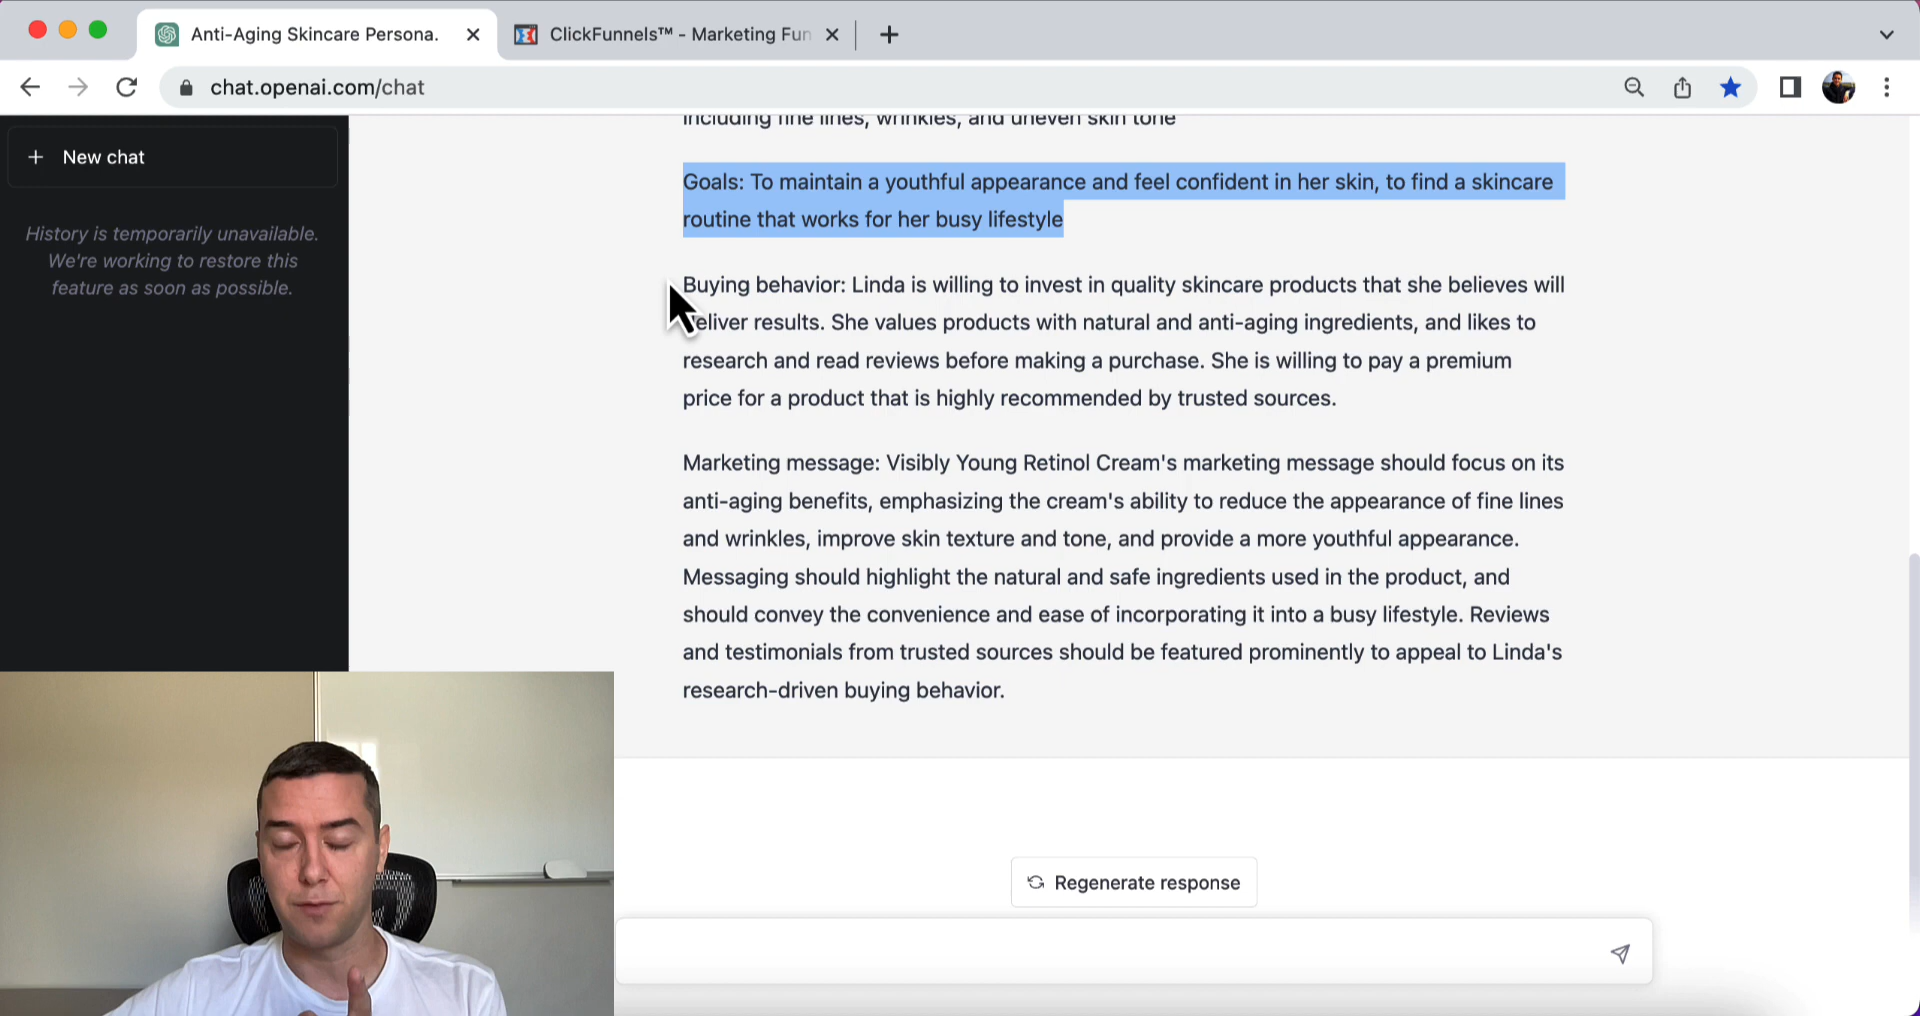 Anti-Aging Skincare Persona.
ClickFunnels™ - Marketing Fun
chat.openai.com/chat
New chat
History is temporarily unavailable.
We're working to restore this
feature as soon as possible.
including fine lines, wrinkles, and uneven skin tone
Goals: To maintain a youthful appearance and feel confident in her skin, to find a skincare
routine that works for her busy lifestyle
Buying behavior: Linda is willing to invest in quality skincare products that she believes will
deliver results. She values products with natural and anti-aging ingredients, and likes to
research and read reviews before making a purchase. She is willing to pay a premium
price for a product that is highly recommended by trusted sources.
Marketing message: Visibly Young Retinol Cream's marketing message should focus on its
anti-aging benefits, emphasizing the cream's ability to reduce the appearance of fine lines
and wrinkles, improve skin texture and tone, and provide a more youthful appearance.
Messaging should highlight the natural and safe ingredients used in the product, and
should convey the convenience and ease of incorporating it into a busy lifestyle. Reviews
and testimonials from trusted sources should be featured prominently to appeal to Linda's
research-driven buying behavior.
Regenerate response